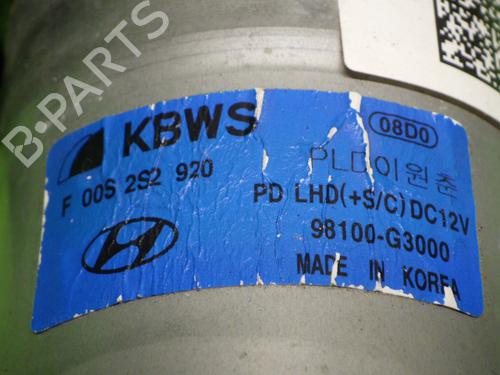 B-PARTS
KBWS
08D0
F 00S 2S2 920
PLD이원춘
PD LHD(+S/C)DC12V
98100-G3000
MADE IN KOREA